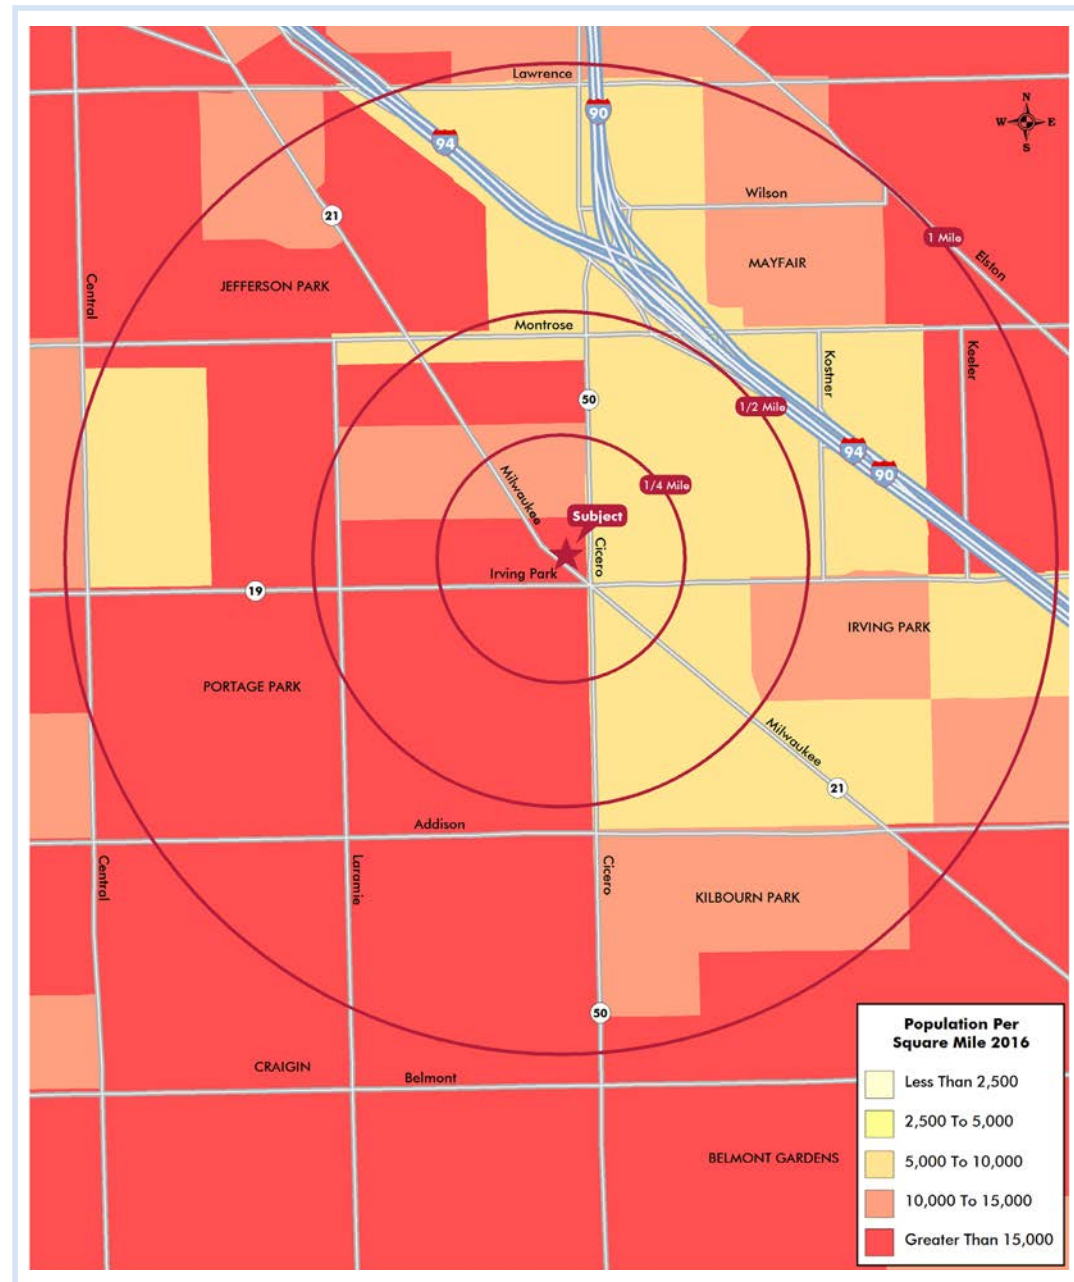 Lawrence
90
94
N
W E
S
Wilson
21
1 Mile
MAYFAIR
Elston
Central
JEFFERSON PARK
Montrose
Kostner
Keeler
50
1/2 Mile
94
90
Milwaukee
1/4 Mile
Subject
Cicero
Irving Park
19
IRVING PARK
PORTAGE PARK
Milwaukee
21
Addison
Central
Laramie
Cicero
KILBOURN PARK
50
CRAIGIN
Belmont
BELMONT GARDENS
Population Per
Square Mile 2016
Less Than 2,500
2,500 To 5,000
5,000 To 10,000
10,000 To 15,000
Greater Than 15,000